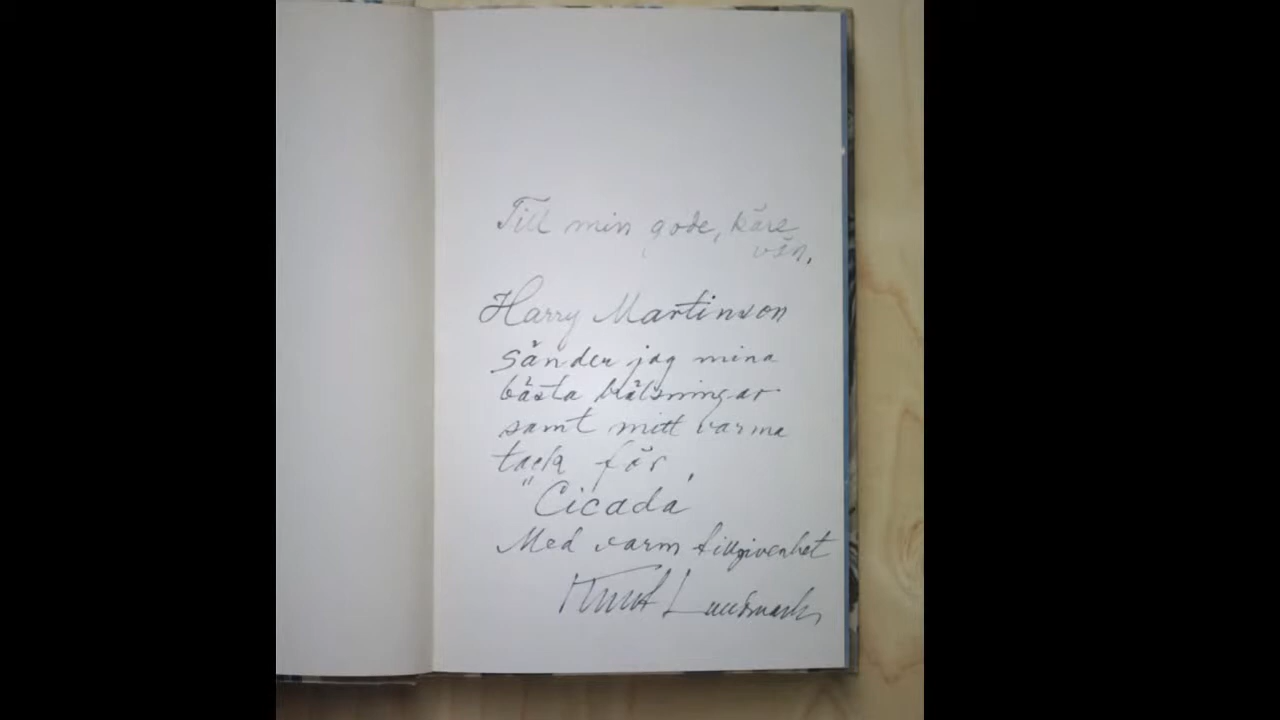 Till min gode, käre
vän,
Harry Martinson
sänder jag mina
bästa hälsningar
samt mitt varma
tack för
"Cicada"
Med varm tillgivenhet
Knut Lundmark